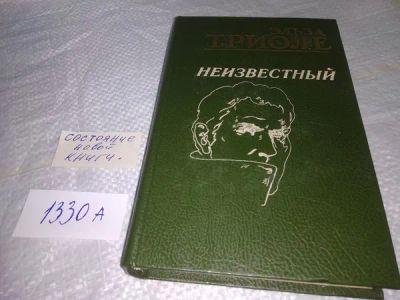 ЭЛЬЗА
ТРИОЛЕ
НЕИЗВЕСТНЫЙ
СОСТОЯНИЕ
НОВОЙ
КНИГИ.
1330 А